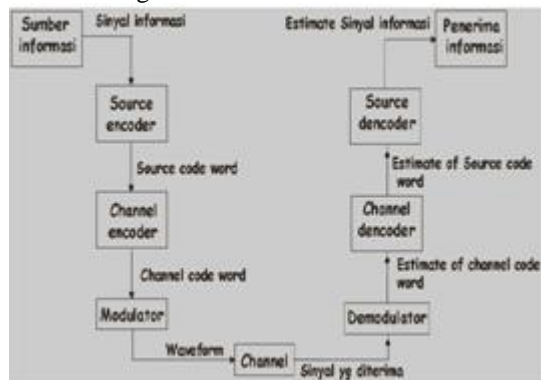 Sumber
informasi
Sinyal informasi
Source
encoder
Source code word
Channel
encoder
Channel code word
Modulator
Waveform
Channel
Sinyal yg diterima
Demodulator
Estimate of channel code
word
Channel
dencoder
Estimate of Source code
word
Source
dencoder
Estimate Sinyal informasi
Penerima
informasi